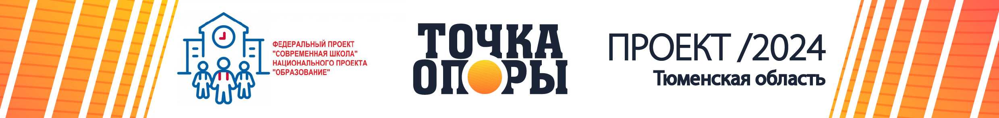 ФЕДЕРАЛЬНЫЙ ПРОЕКТ
"СОВРЕМЕННАЯ ШКОЛА"
НАЦИОНАЛЬНОГО ПРОЕКТА
"ОБРАЗОВАНИЕ"
ТОЧКА
ОПОРЫ
ПРОЕКТ /2024
Тюменская область